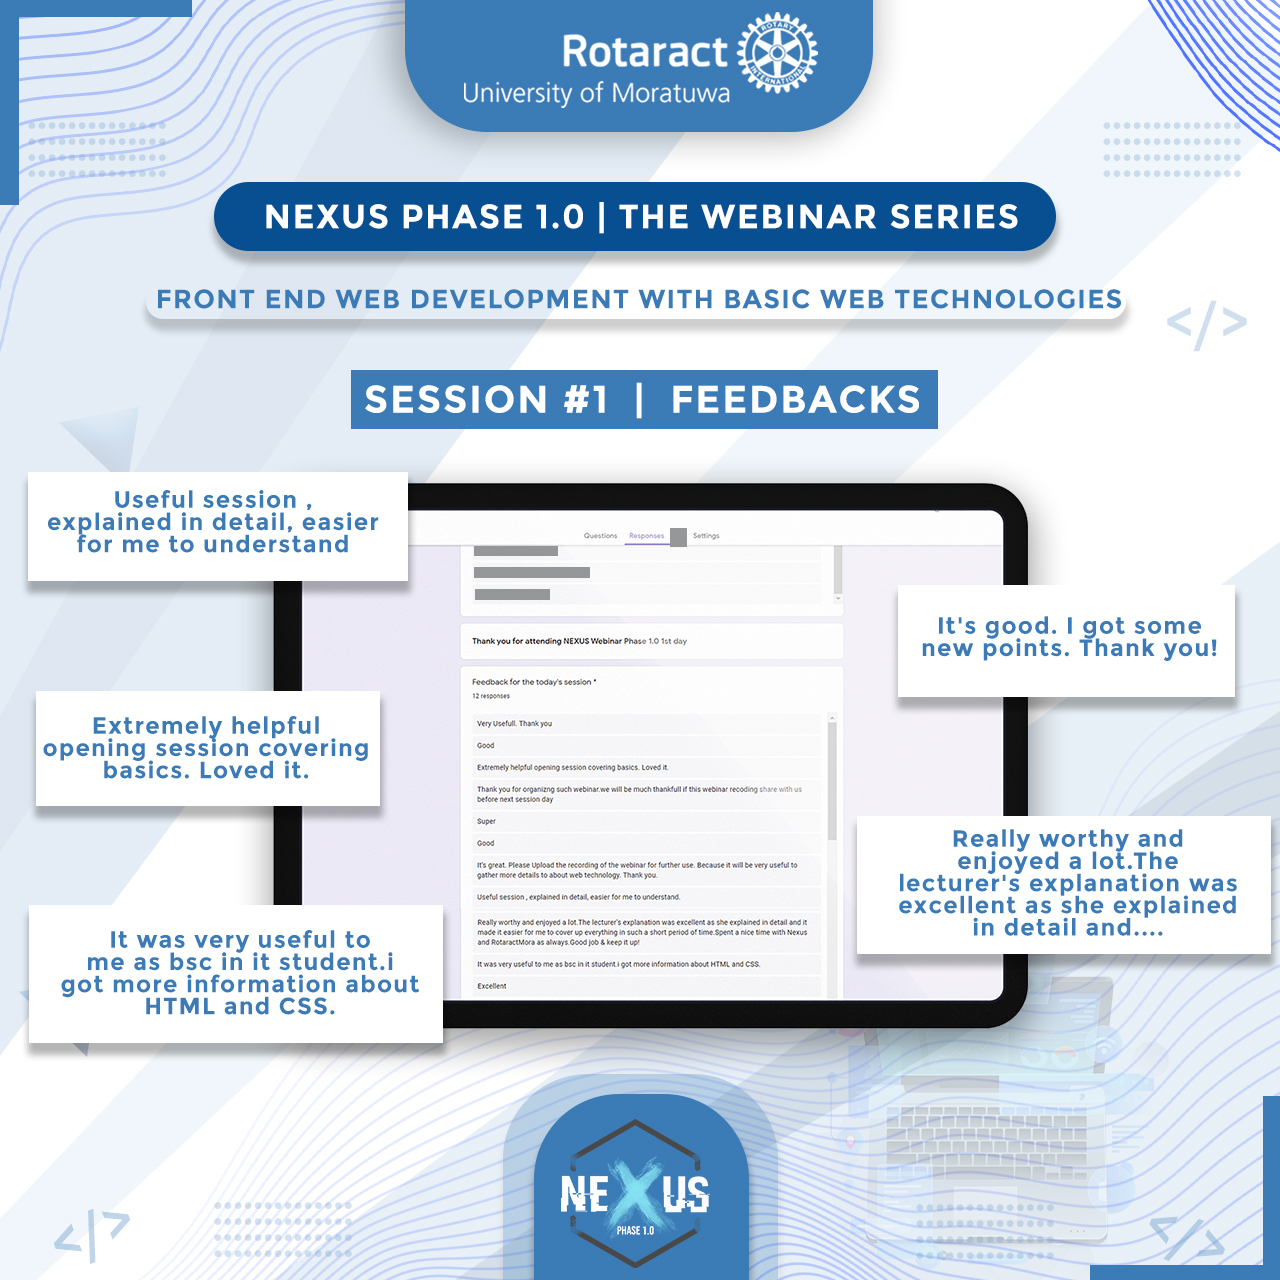 Rotaract
University of Moratuwa
ROTARY
INTERNATIONAL
NEXUS PHASE 1.0 | THE WEBINAR SERIES
FRONT END WEB DEVELOPMENT WITH BASIC WEB TECHNOLOGIES
</>
SESSION #1 | FEEDBACKS
Useful session ,
explained in detail, easier
for me to understand
Questions Responses Settings
It's good. I got some
new points. Thank you!
Thank you for attending NEXUS Webinar Phase 1.0 1st day
Feedback for the today's session *
12 responses
Extremely helpful
opening session covering
basics. Loved it.
Very Usefull. Thank you
Good
Extremely helpful opening session covering basics. Loved it.
Thank you for organizng such webinar.we will be much thankfull if this webinar recoding share with us
before next session day
Super
Good
It's great. Please Upload the recording of the webinar for further use. Because it will be very useful to
gather more details to about web technology. Thank you.
Useful session , explained in detail, easier for me to understand.
Really worthy and enjoyed a lot.The lecturer's explanation was excellent as she explained in detail and it
made it easier for me to cover up everything in such a short period of time.Spent a nice time with Nexus
and RotaractMora as always.Good job & keep it up!
It was very useful to me as bsc in it student.i got more information about HTML and CSS.
Excellent
Really worthy and
enjoyed a lot.The
lecturer's explanation was
excellent as she explained
in detail and....
It was very useful to
me as bsc in it student.i
got more information about
HTML and CSS.
NEXUS
PHASE 1.0
</>
</>